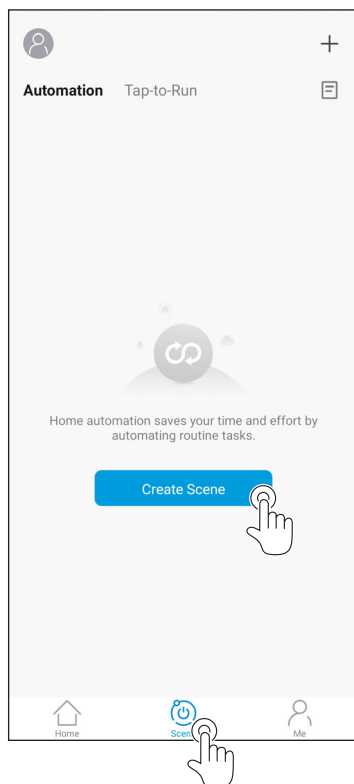 Automation Tap-to-Run
Home automation saves your time and effort by
automating routine tasks.
Create Scene
Home Scen Me